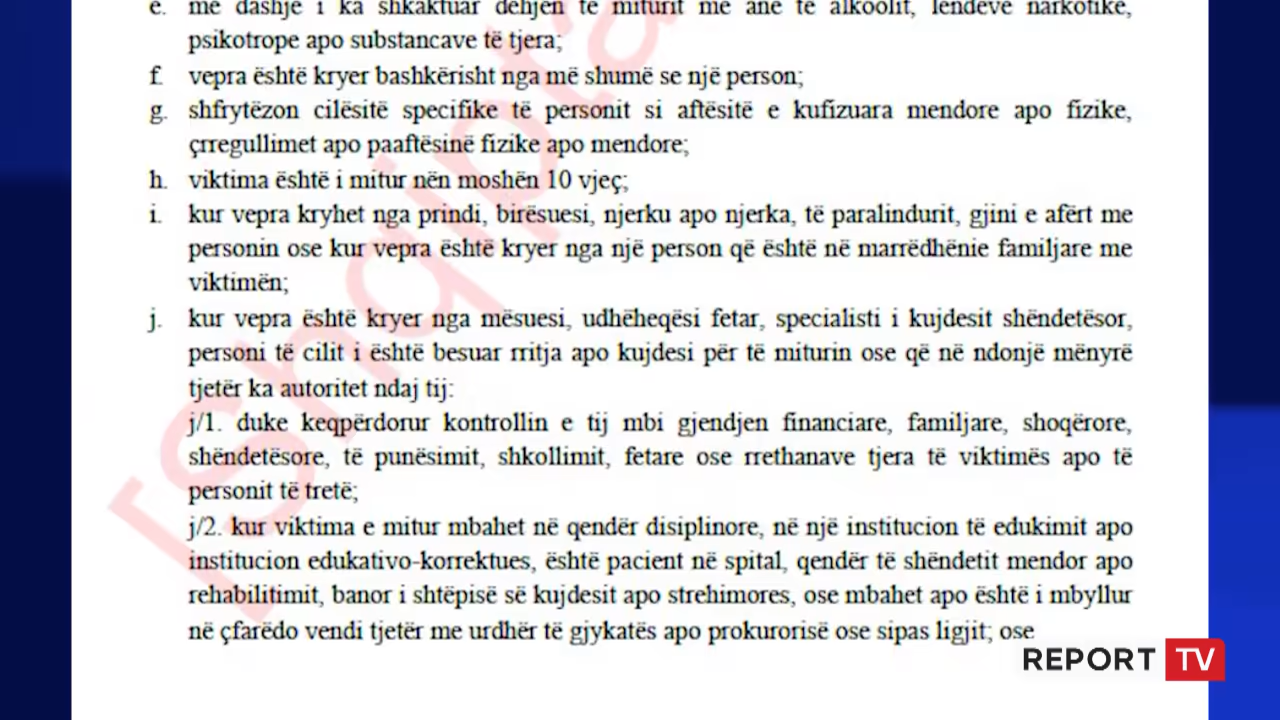 e. me dashje i ka shkaktuar dehjen të miturit me anë të alkoolit, lëndëve narkotike,
psikotrope apo substancave të tjera;
f. vepra është kryer bashkërisht nga më shumë se një person;
g. shfrytëzon cilësitë specifike të personit si aftësitë e kufizuara mendore apo fizike,
çrregullimet apo paaftësinë fizike apo mendore;
h. viktima është i mitur nën moshën 10 vjeç;
i. kur vepra kryhet nga prindi, birësuesi, njerku apo njerka, të paralindurit, gjini e afërt me
personin ose kur vepra është kryer nga një person që është në marrëdhënie familjare me
viktimën;
j. kur vepra është kryer nga mësuesi, udhëheqësi fetar, specialisti i kujdesit shëndetësor,
personi të cilit i është besuar rritja apo kujdesi për të miturin ose që në ndonjë mënyrë
tjetër ka autoritet ndaj tij:
j/1. duke keqpërdorur kontrollin e tij mbi gjendjen financiare, familjare, shoqërore,
shëndetësore, të punësimit, shkollimit, fetare ose rrethanave tjera të viktimës apo të
personit të tretë;
j/2. kur viktima e mitur mbahet në qendër disiplinore, në një institucion të edukimit apo
institucion edukativo-korrektues, është pacient në spital, qendër të shëndetit mendor apo
rehabilitimit, banor i shtëpisë së kujdesit apo strehimores, ose mbahet apo është i mbyllur
në çfarëdo vendi tjetër me urdhër të gjykatës apo prokurorisë ose sipas ligjit; ose
REPORT TV